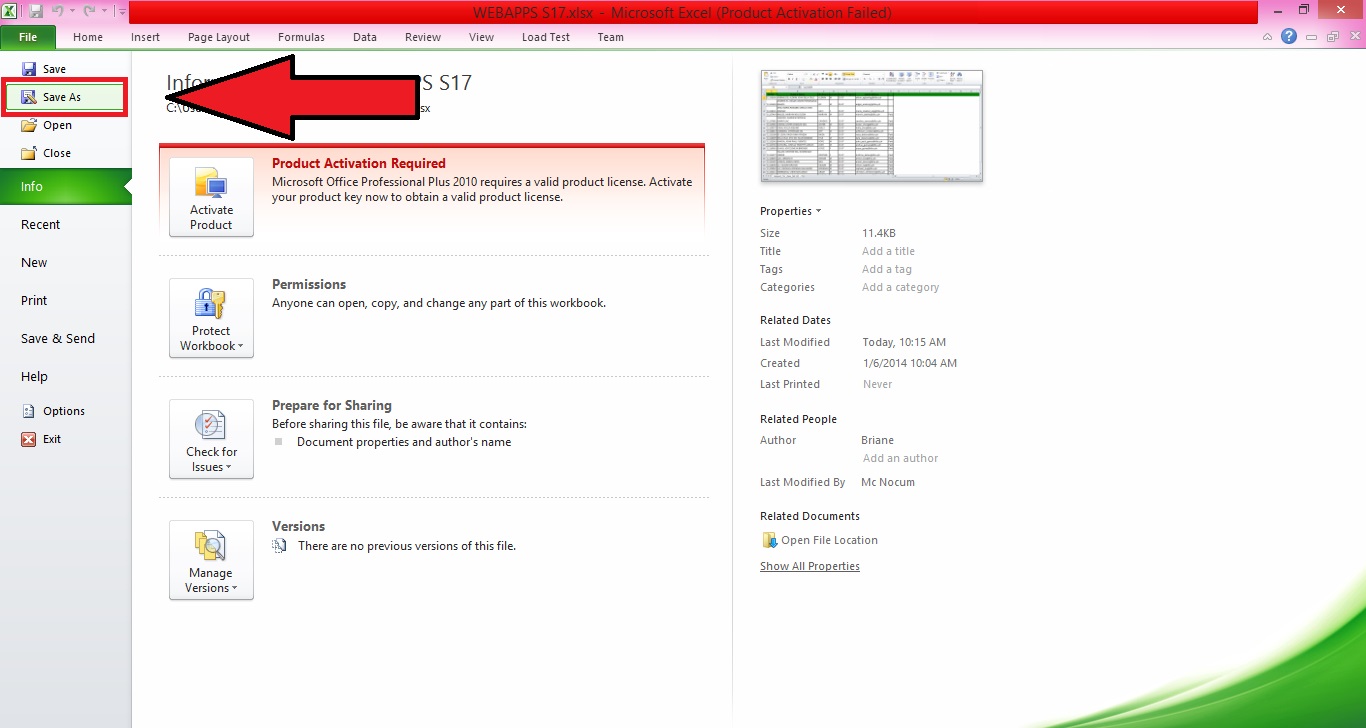 WEBAPPS S17.xlsx - Microsoft Excel (Product Activation Failed)
File Home Insert Page Layout Formulas Data Review View Load Test Team
Save
Save As
Open
Close
Info
Recent
New
Print
Save & Send
Help
Options
Exit
S17
Product Activation Required
Microsoft Office Professional Plus 2010 requires a valid product license. Activate
your product key now to obtain a valid product license.
Activate
Product
Permissions
Anyone can open, copy, and change any part of this workbook.
Protect
Workbook
Prepare for Sharing
Before sharing this file, be aware that it contains:
Document properties and author's name
Check for
Issues
Versions
There are no previous versions of this file.
Manage
Versions
Properties
Size 11.4KB
Title Add a title
Tags Add a tag
Categories Add a category
Related Dates
Last Modified Today, 10:15 AM
Created 1/6/2014 10:04 AM
Last Printed Never
Related People
Author Briane
Add an author
Last Modified By Mc Nocum
Related Documents
Open File Location
Show All Properties